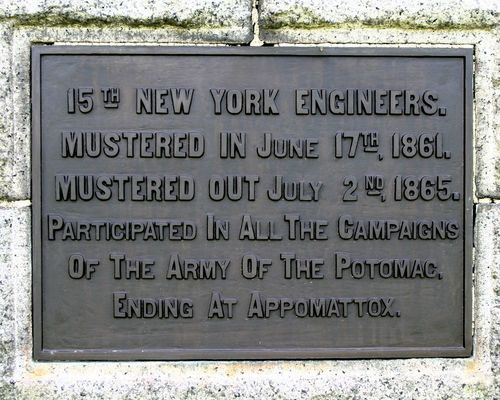 15TH NEW YORK ENGINEERS.
MUSTERED IN JUNE 17TH, 1861.
MUSTERED OUT JULY 2ND, 1865.
PARTICIPATED IN ALL THE CAMPAIGNS
OF THE ARMY OF THE POTOMAC,
ENDING AT APPOMATTOX.